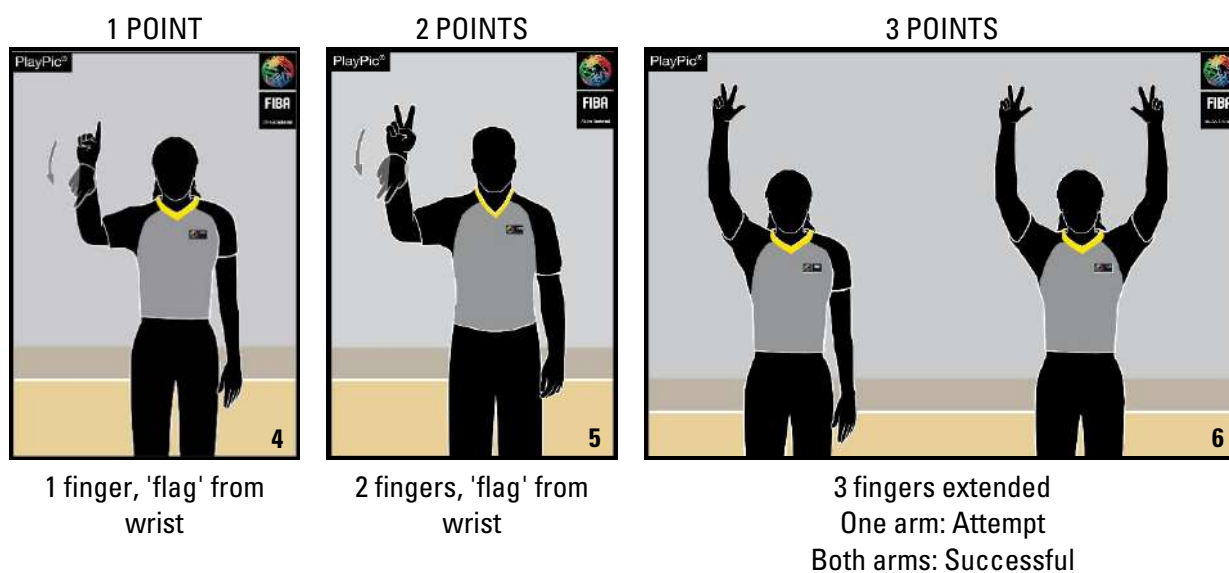 1 POINT
2 POINTS
3 POINTS
PlayPic®
FIBA
PlayPic®
FIBA
PlayPic®
FIBA
4
5
6
1 finger, 'flag' from
wrist
2 fingers, 'flag' from
wrist
3 fingers extended
One arm: Attempt
Both arms: Successful